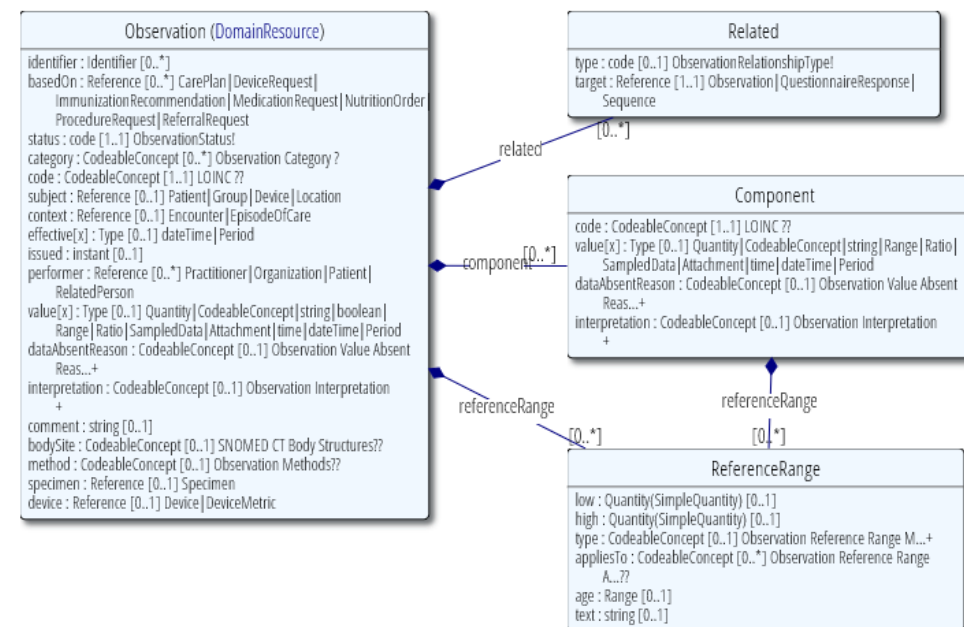 Observation (DomainResource)
identifier : Identifier [0..*]
basedOn : Reference [0..*] CarePlan|DeviceRequest|
ImmunizationRecommendation|MedicationRequest|NutritionOrder
ProcedureRequest|ReferralRequest
status : code [1..1] ObservationStatus!
category : CodeableConcept [0..*] Observation Category ?
code : CodeableConcept [1..1] LOINC ??
subject : Reference [0..1] Patient|Group|Device|Location
context : Reference [0..1] Encounter|EpisodeOfCare
effective[x] : Type [0..1] dateTime|Period
issued : instant [0..1]
performer : Reference [0..*] Practitioner|Organization|Patient|
RelatedPerson
value[x] : Type [0..1] Quantity|CodeableConcept|string|boolean|
Range|Ratio|SampledData|Attachment|time|dateTime|Period
dataAbsentReason : CodeableConcept [0..1] Observation Value Absent
Reas...+
interpretation : CodeableConcept [0..1] Observation Interpretation
+
comment : string [0..1]
bodySite : CodeableConcept [0..1] SNOMED CT Body Structures??
method : CodeableConcept [0..1] Observation Methods??
specimen : Reference [0..1] Specimen
device : Reference [0..1] Device|DeviceMetric
related
[0..*]
Related
type : code [0..1] ObservationRelationshipType!
target : Reference [1..1] Observation|QuestionnaireResponse|
Sequence
component
[0..*]
Component
code : CodeableConcept [1..1] LOINC ??
value[x] : Type [0..1] Quantity|CodeableConcept|string|Range|Ratio|
SampledData|Attachment|time|dateTime|Period
dataAbsentReason : CodeableConcept [0..1] Observation Value Absent
Reas...+
interpretation : CodeableConcept [0..1] Observation Interpretation
+
referenceRange
[0..*]
referenceRange
[0..*]
ReferenceRange
low : Quantity(SimpleQuantity) [0..1]
high : Quantity(SimpleQuantity) [0..1]
type : CodeableConcept [0..1] Observation Reference Range M...+
appliesTo : CodeableConcept [0..*] Observation Reference Range
A...??
age : Range [0..1]
text : string [0..1]